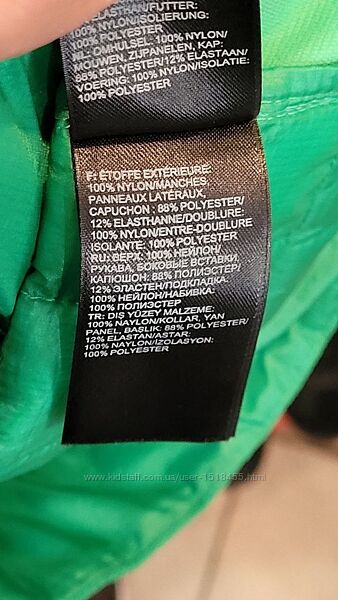 ELASTHAN/FUTTER:
100% NYLON/ISOLIERUNG:
100% POLYESTER
OMHULSEL: 100% NYLON/
MOUWEN, ZIJPANELEN, KAP:
88% POLYESTER/12% ELASTAAN/
VOERING: 100% NYLON/ISOLATIE:
100% POLYESTER
F: ÉTOFFE EXTÉRIEURE:
100% NYLON/MANCHES,
PANNEAUX LATÉRAUX,
CAPUCHON : 88% POLYESTER/
12% ELASTHANNE/DOUBLURE:
100% NYLON/ENTRE-DOUBLURE
ISOLANTE: 100% POLYESTER
RU: ВЕРХ: 100% НЕЙЛОН/
РУКАВА, БОКОВЫЕ ВСТАВКИ
КАПЮШОН: 88% ПОЛИЭСТЕР/
12% ЭЛАСТЕН/ПОДКЛАДКА:
100% НЕЙЛОН/НАБИВКА:
100% ПОЛИЭСТЕР
TR: DIŞ YÜZEY MALZEME:
100% NAYLON/KOLLAR, YAN
PANEL, BAŞLIK: 88% POLYESTER/
12% ELASTAN/ASTAR:
100% NAYLON/İZOLASYON:
100% POLYESTER
www.kidstaff.com.ua/user-1518455.html